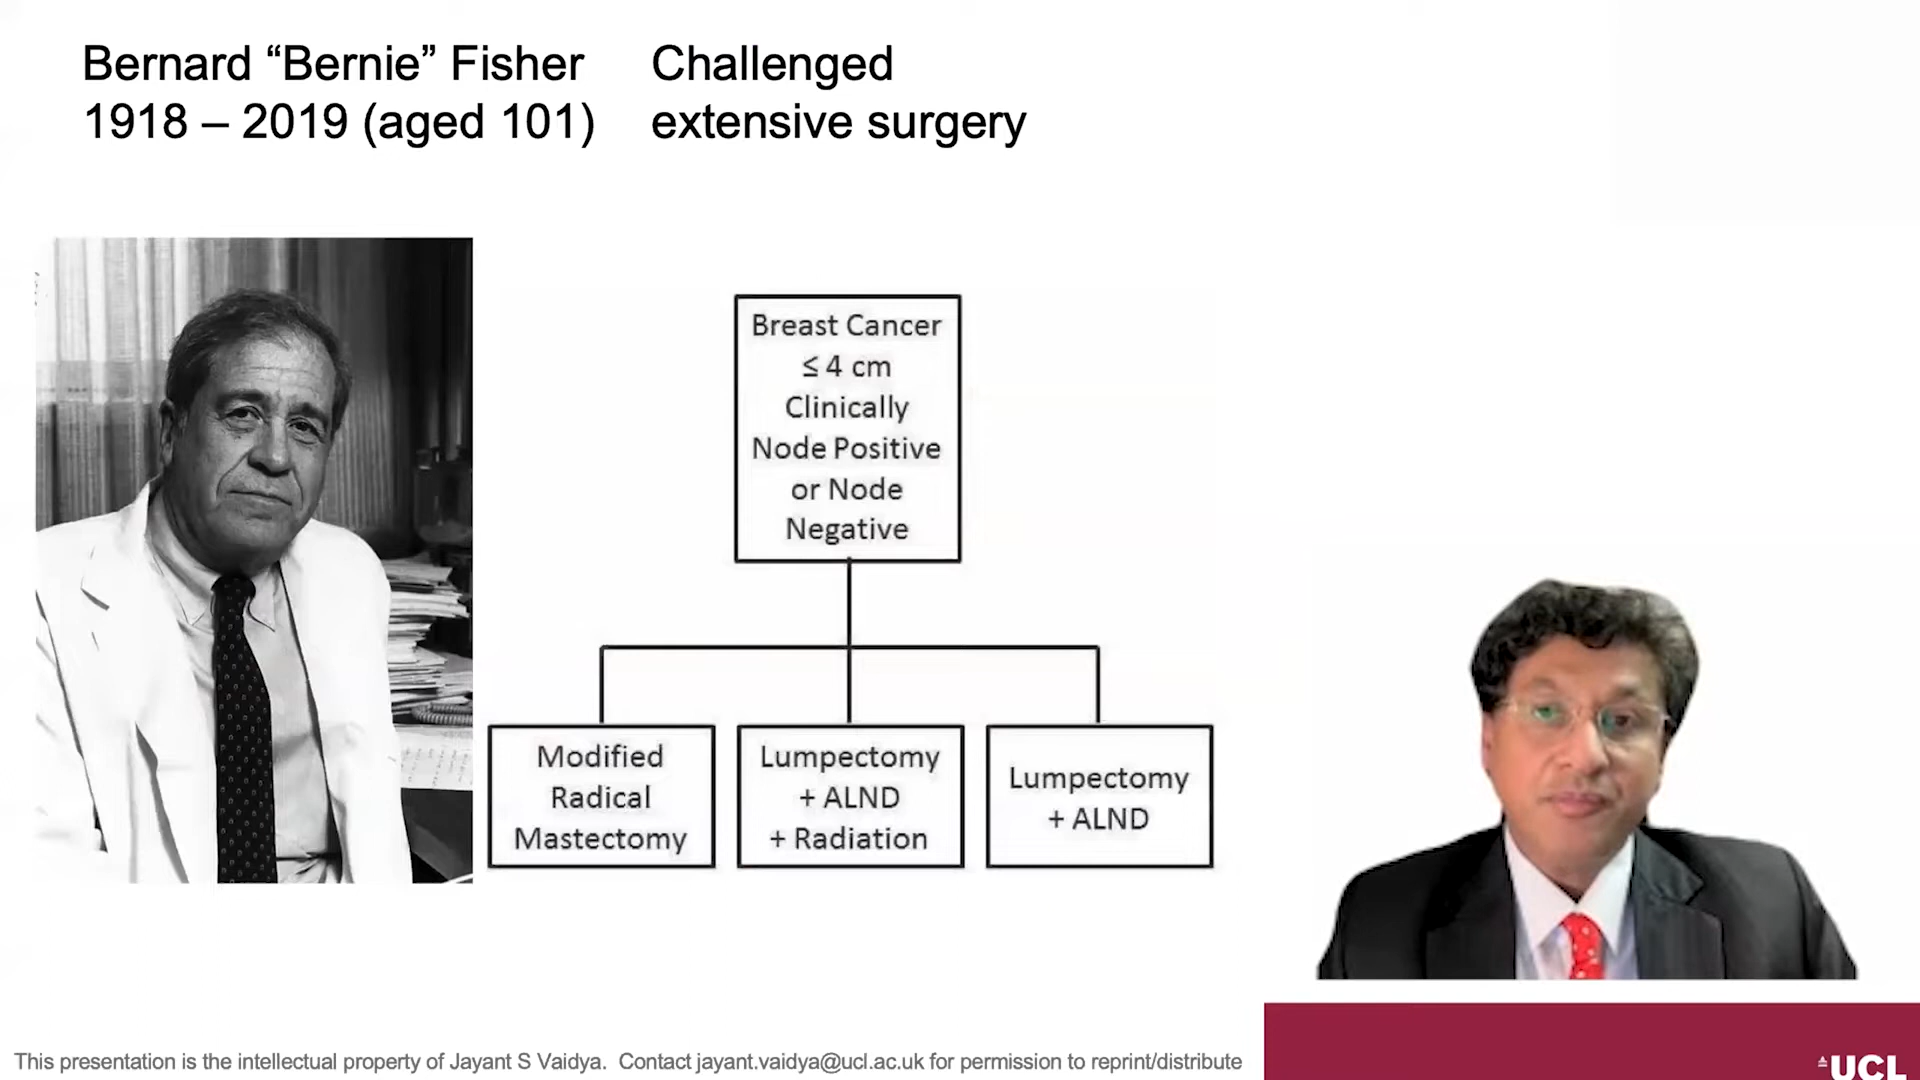 Bernard “Bernie” Fisher
1918 – 2019 (aged 101)
Challenged
extensive surgery
Breast Cancer
≤ 4 cm
Clinically
Node Positive
or Node
Negative
Modified
Radical
Mastectomy
Lumpectomy
+ ALND
+ Radiation
Lumpectomy
+ ALND
This presentation is the intellectual property of Jayant S Vaidya. Contact jayant.vaidya@ucl.ac.uk for permission to reprint/distribute
UCL